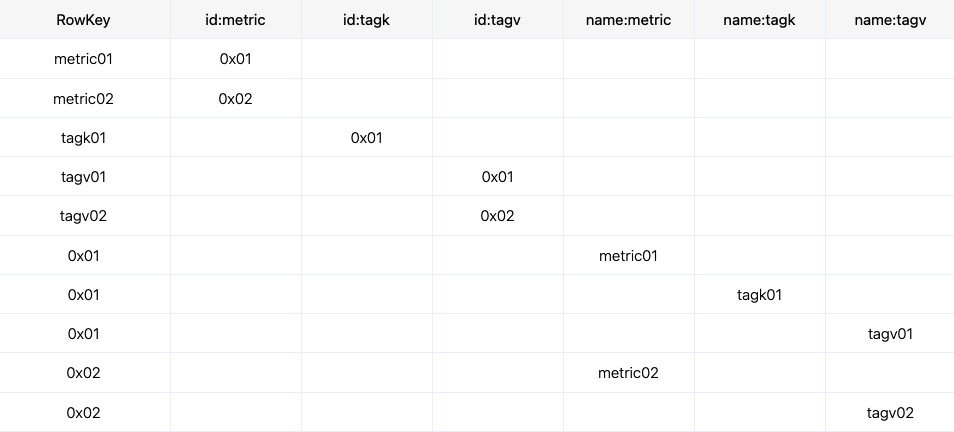 RowKey id:metric id:tagk id:tagv name:metric name:tagk name:tagv
metric01 0x01
metric02 0x02
tagk01 0x01
tagv01 0x01
tagv02 0x02
0x01 metric01
0x01 tagk01
0x01 tagv01
0x02 metric02
0x02 tagv02